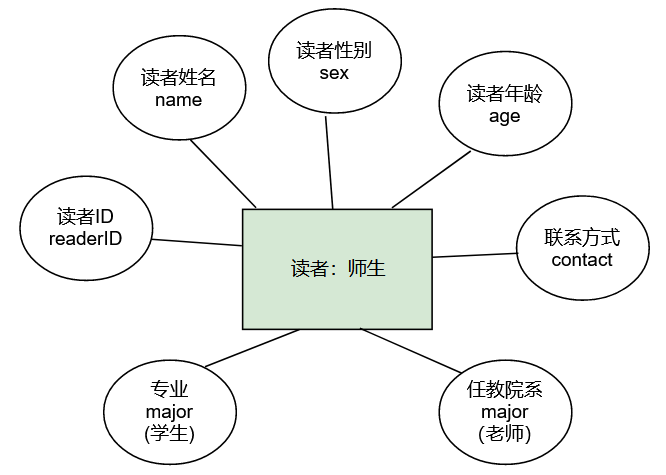 读者性别
sex
读者姓名
name
读者年龄
age
读者ID
readerID
联系方式
contact
读者：师生
专业
major
(学生)
任教院系
major
(老师)